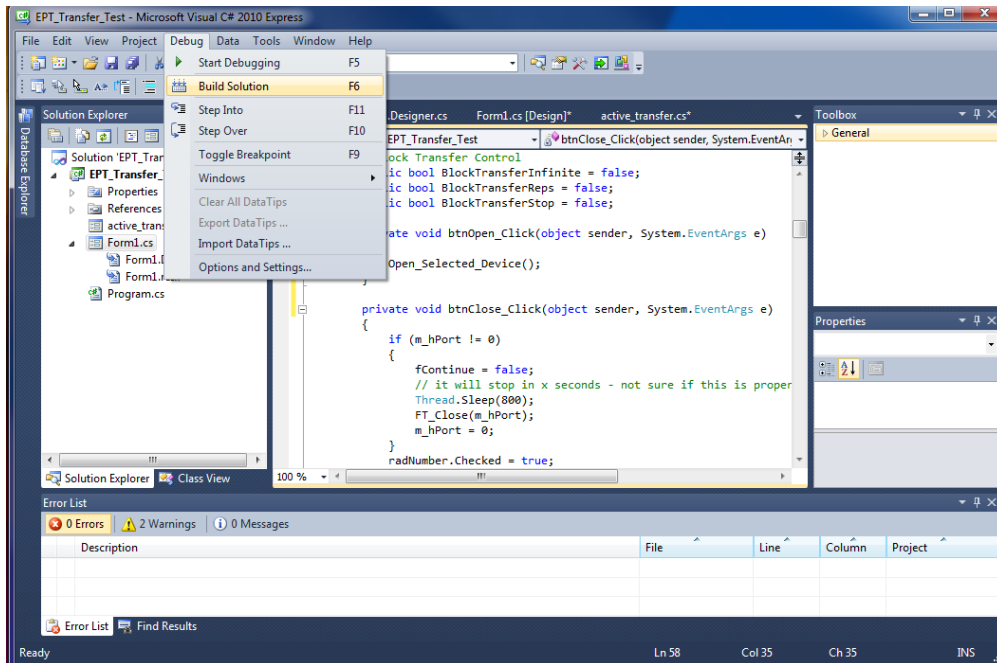 EPT_Transfer_Test - Microsoft Visual C# 2010 Express
File Edit View Project Debug Data Tools Window Help
Start Debugging F5
Build Solution F6
Step Into F11
Step Over F10
Toggle Breakpoint F9
Windows
Clear All DataTips
Export DataTips ...
Import DataTips ...
Options and Settings...
Database Explorer
Solution Explorer
Solution 'EPT_Tran
EPT_Transfer_
Properties
References
active_trans
Form1.cs
Form1.
Form1.
Program.cs
Solution Explorer Class View
.Designer.cs Form1.cs [Design]* active_transfer.cs*
EPT_Transfer_Test btnClose_Click(object sender, System.EventArg
ock Transfer Control
ic bool BlockTransferInfinite = false;
ic bool BlockTransferReps = false;
ic bool BlockTransferStop = false;
ate void btnOpen_Click(object sender, System.EventArgs e)
Open_Selected_Device();
}
private void btnClose_Click(object sender, System.EventArgs e)
{
if (m_hPort != 0)
{
fContinue = false;
// it will stop in x seconds - not sure if this is proper
Thread.Sleep(800);
FT_Close(m_hPort);
m_hPort = 0;
}
radNumber.Checked = true;
100 %
Toolbox
General
Properties
Error List
0 Errors 2 Warnings 0 Messages
Description File Line Column Project
Error List Find Results
Ready Ln 58 Col 35 Ch 35 INS